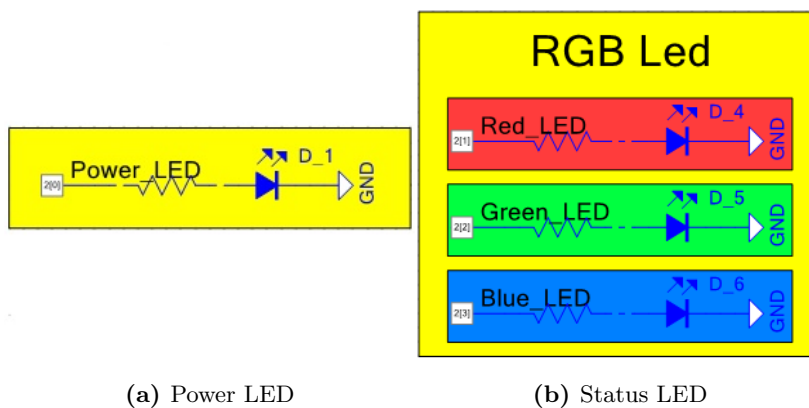 Power_LED
D_1
2[0]
GND
RGB Led
Red_LED
D_4
2[1]
GND
Green_LED
D_5
2[2]
GND
Blue_LED
D_6
2[3]
GND
(a) Power LED
(b) Status LED